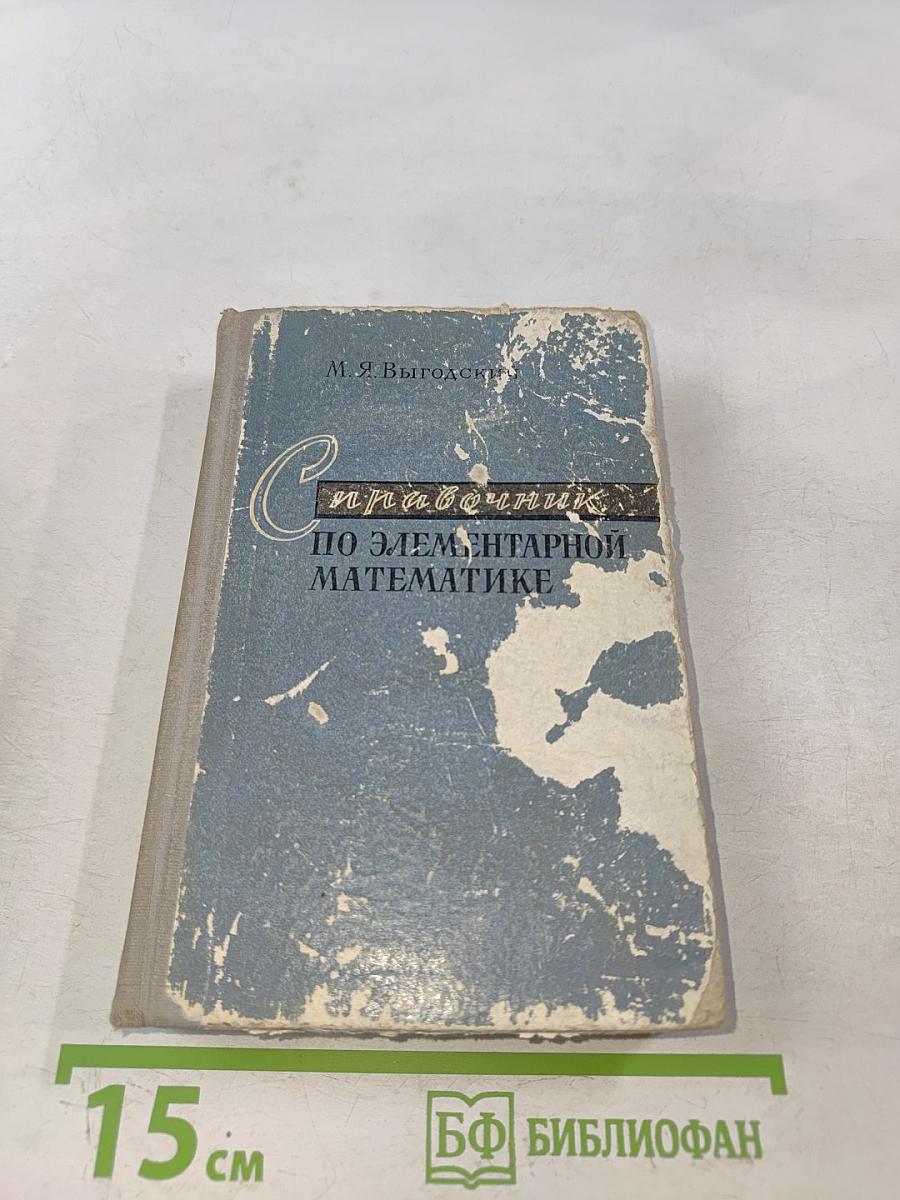 М. Я. Выгодский
Справочник
ПО ЭЛЕМЕНТАРНОЙ
МАТЕМАТИКЕ
15 см
БФ БИБЛИОФАН